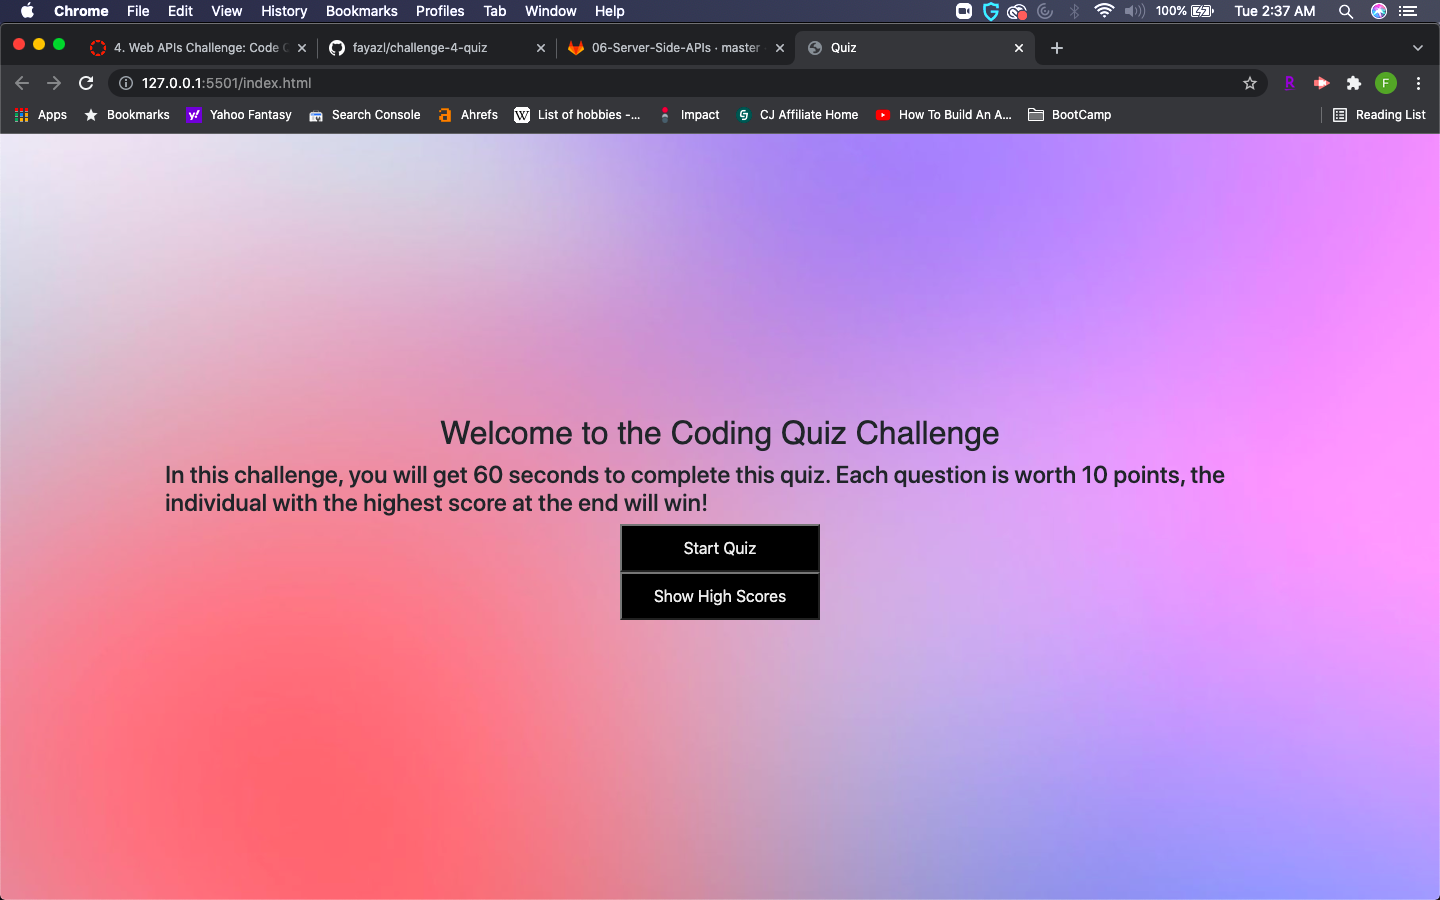 Chrome File Edit View History Bookmarks Profiles Tab Window Help 100% Tue 2:37 AM
4. Web APIs Challenge: Code fayazl/challenge-4-quiz 06-Server-Side-APIs · master Quiz
127.0.0.1:5501/index.html R F
Apps Bookmarks y! Yahoo Fantasy Search Console a Ahrefs W List of hobbies -... Impact CJ Affiliate Home How To Build An A... BootCamp Reading List
Welcome to the Coding Quiz Challenge
In this challenge, you will get 60 seconds to complete this quiz. Each question is worth 10 points, the
individual with the highest score at the end will win!
Start Quiz
Show High Scores